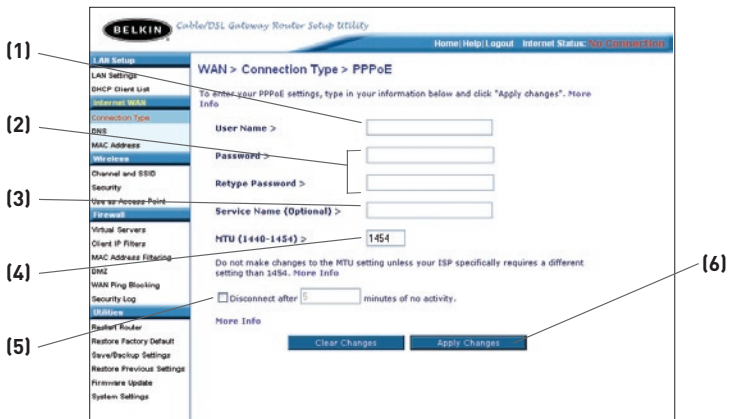 BELKIN
Cable/DSL Gateway Router Setup Utility
Home|Help|Logout Internet Status: No Connection
LAN Setup
LAN Settings
DHCP Client List
Internet WAN
Connection Type
DNS
MAC Address
Wireless
Channel and SSID
Security
Use as Access Point
Firewall
Virtual Servers
Client IP Filters
MAC Address Filtering
DMZ
WAN Ping Blocking
Security Log
Utilities
Restart Router
Restore Factory Default
Save/Backup Settings
Restore Previous Settings
Firmware Update
System Settings
WAN > Connection Type > PPPoE
To enter your PPPoE settings, type in your information below and click "Apply changes". More
Info
User Name >
Password >
Retype Password >
Service Name (Optional) >
MTU (1440-1454) > 1454
Do not make changes to the MTU setting unless your ISP specifically requires a different
setting than 1454. More Info
Disconnect after 5 minutes of no activity.
More Info
Clear Changes Apply Changes
(1)
(2)
(3)
(4)
(5)
(6)